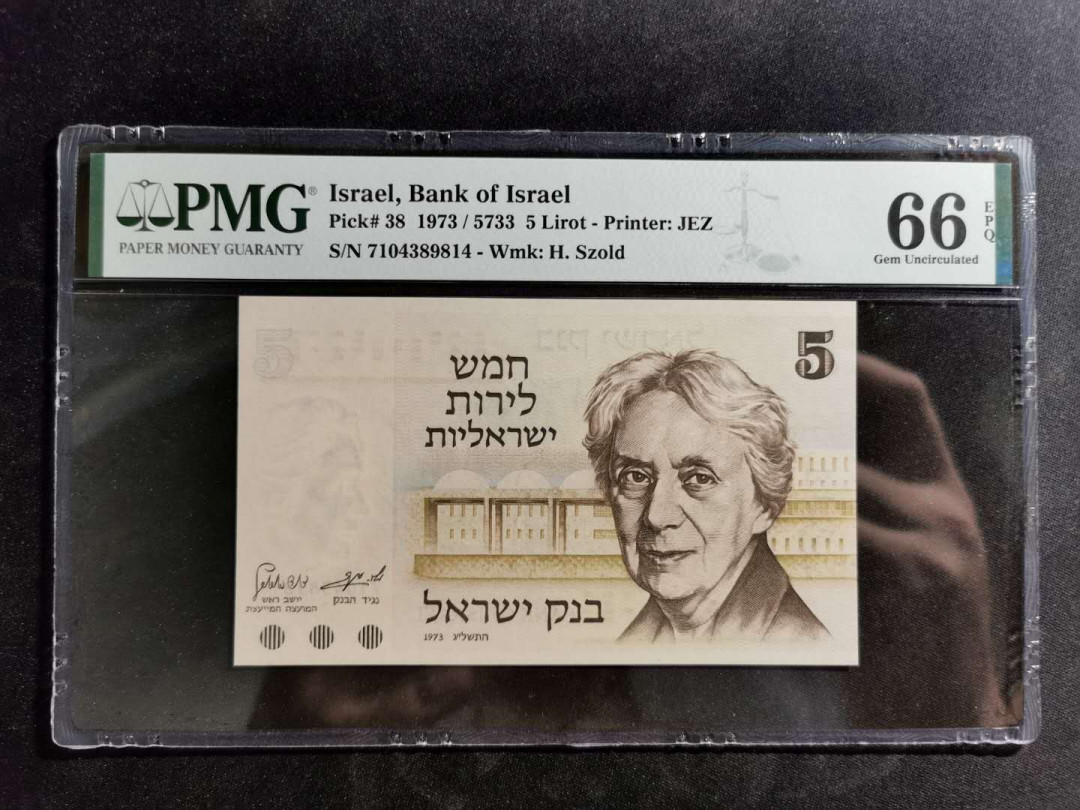 PMG®
PAPER MONEY GUARANTY
Israel, Bank of Israel
Pick# 38 1973 / 5733 5 Lirot - Printer: JEZ
S/N 7104389814 - Wmk: H. Szold
66
EPQ
Gem Uncirculated
5
חמש
לירות
ישראליות
יושב ראש
המועצה המייעצת
נגיד הבנק
בנק ישראל
1973 התשל״ג